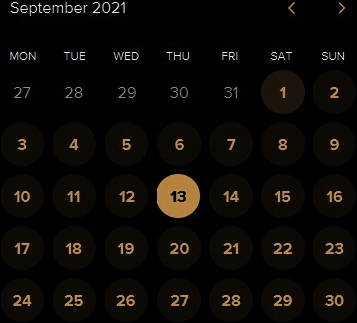 September 2021
MON TUE WED THU FRI SAT SUN
27 28 29 30 31 1 2
3 4 5 6 7 8 9
10 11 12 13 14 15 16
17 18 19 20 21 22 23
24 25 26 27 28 29 30